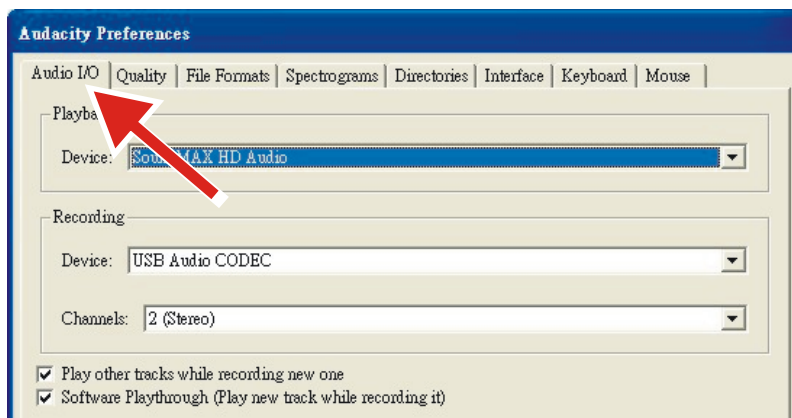 Audacity Preferences
Audio I/O Quality File Formats Spectrograms Directories Interface Keyboard Mouse
Device: MAX HD Audio
Recording
Device: USB Audio CODEC
Channels: 2 (Stereo)
Play other tracks while recording new one
Software Playthrough (Play new track while recording it)